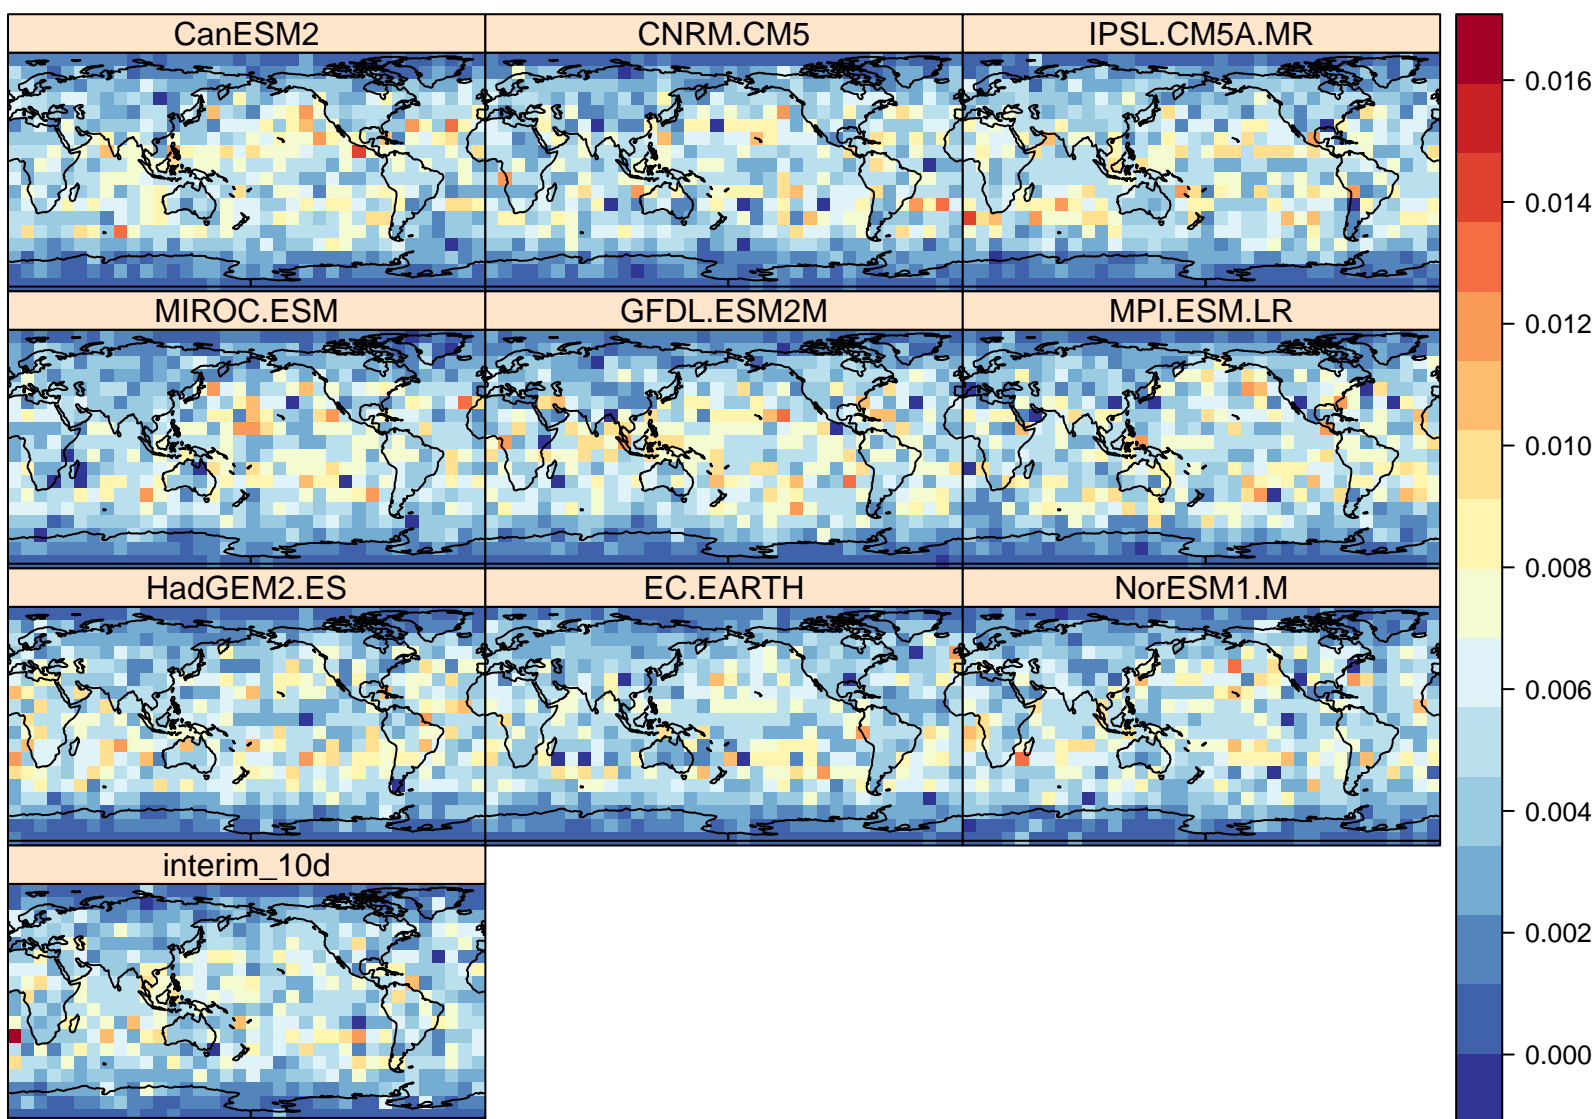 CanESM2
CNRM.CM5
IPSL.CM5A.MR
MIROC.ESM
GFDL.ESM2M
MPI.ESM.LR
HadGEM2.ES
EC.EARTH
NorESM1.M
interim_10d
0.016
0.014
0.012
0.010
0.008
0.006
0.004
0.002
0.000